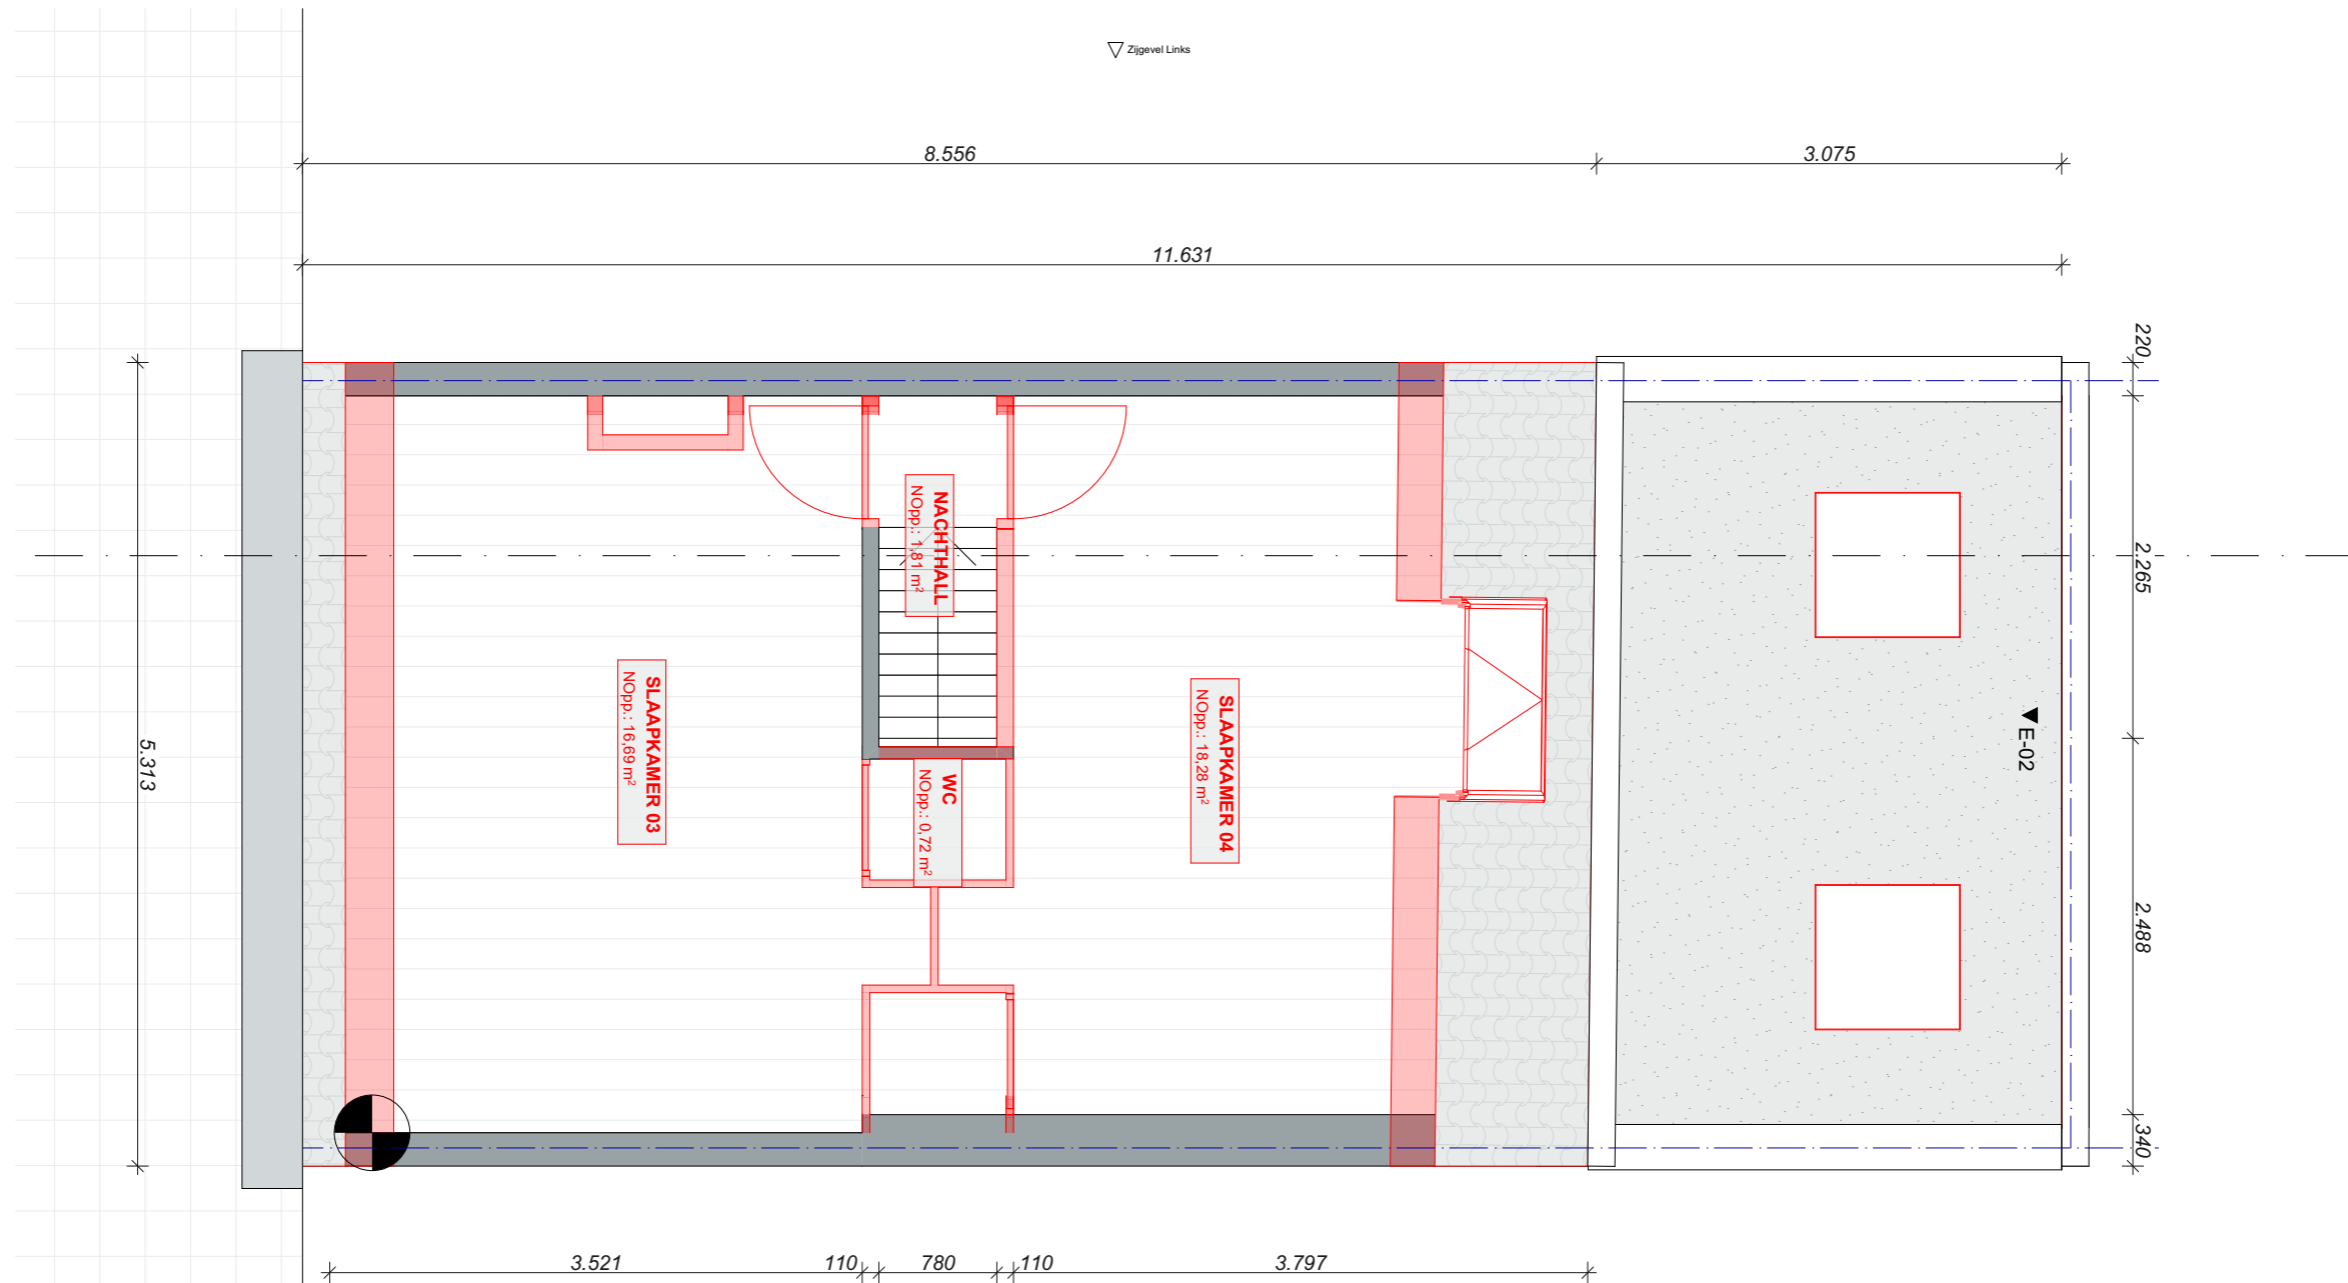 Zijgevel Links
8.556
3.075
11.631
220
2.265
2.488
340
5.313
NACHTHALL
NOpp.: 1,81 m²
SLAAPKAMER 03
NOpp.: 16,69 m²
SLAAPKAMER 04
NOpp.: 18,28 m²
WC
NOpp.: 0,72 m²
E-02
3.521
110
780
110
3.797